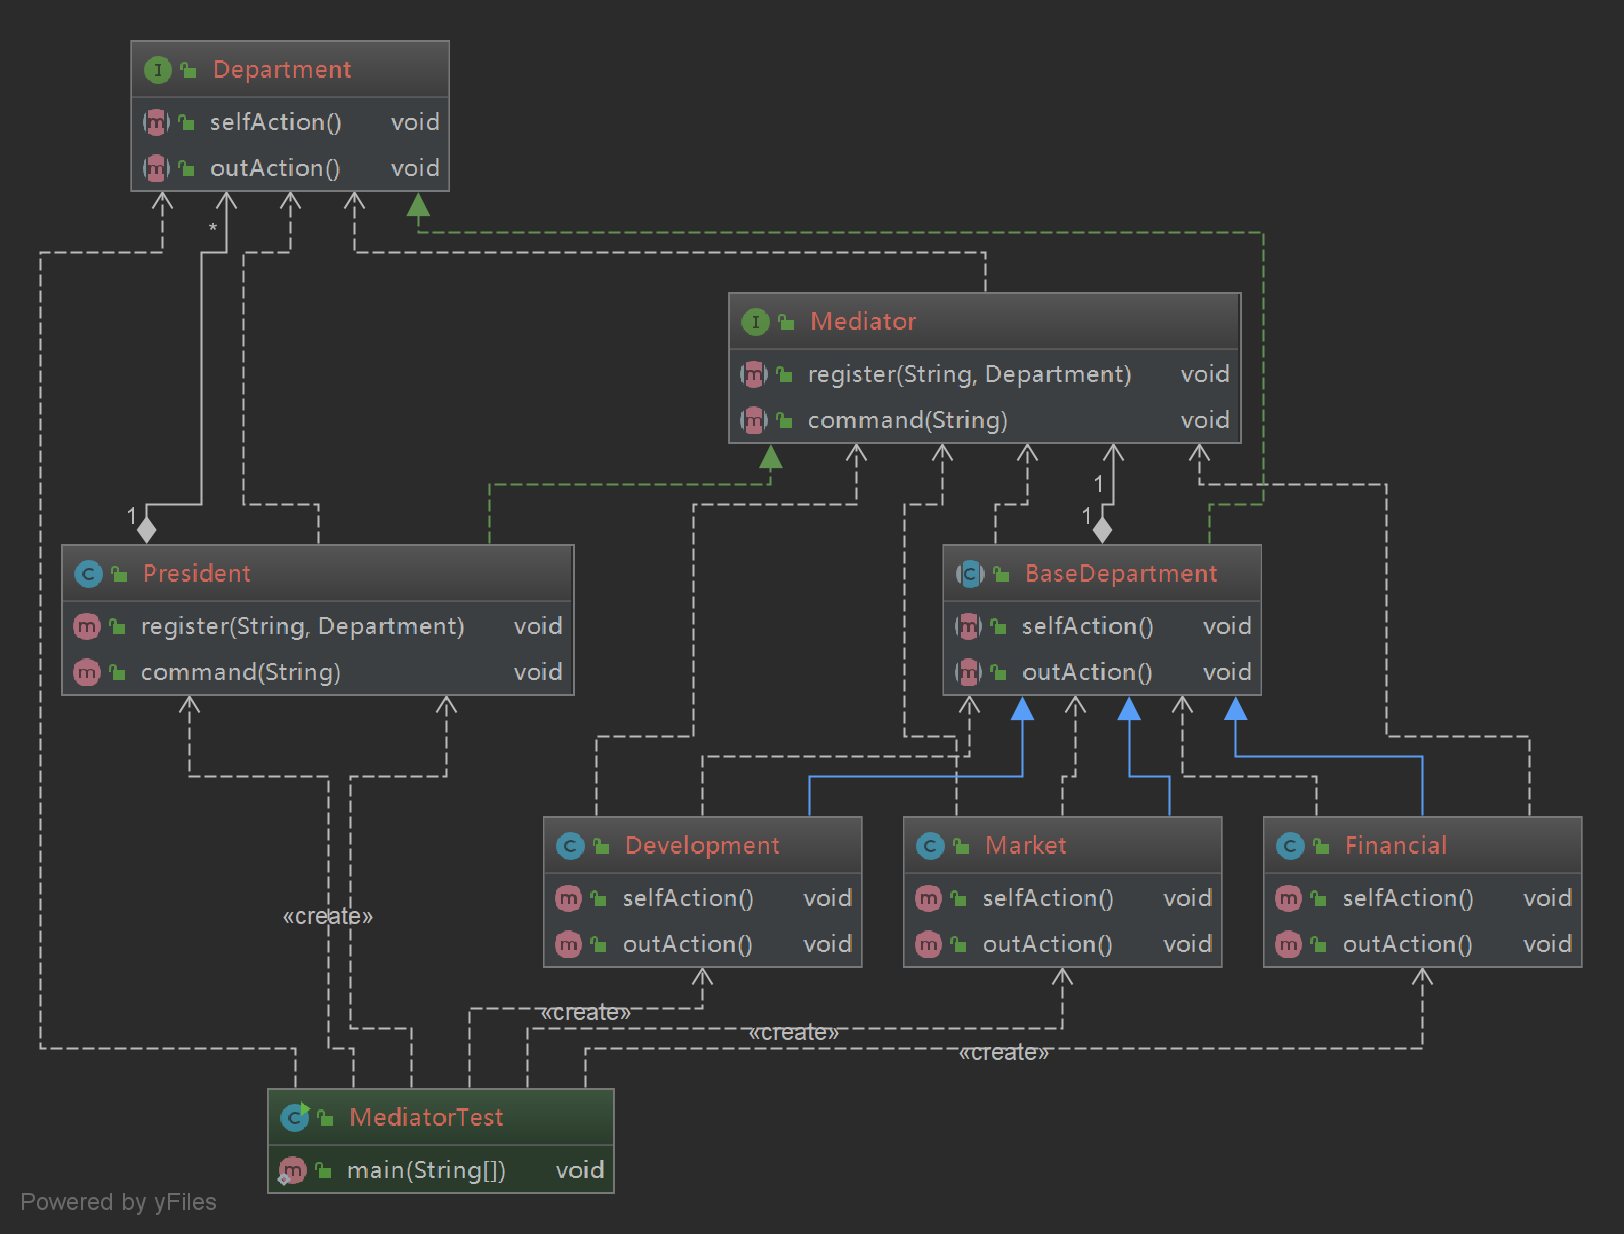 Department
selfAction() void
outAction() void
*
Mediator
register(String, Department) void
command(String) void
1
1
1
President
register(String, Department) void
command(String) void
BaseDepartment
selfAction() void
outAction() void
Development
selfAction() void
outAction() void
Market
selfAction() void
outAction() void
Financial
selfAction() void
outAction() void
«create»
«create»
«create»
«create»
MediatorTest
main(String[]) void
Powered by yFiles